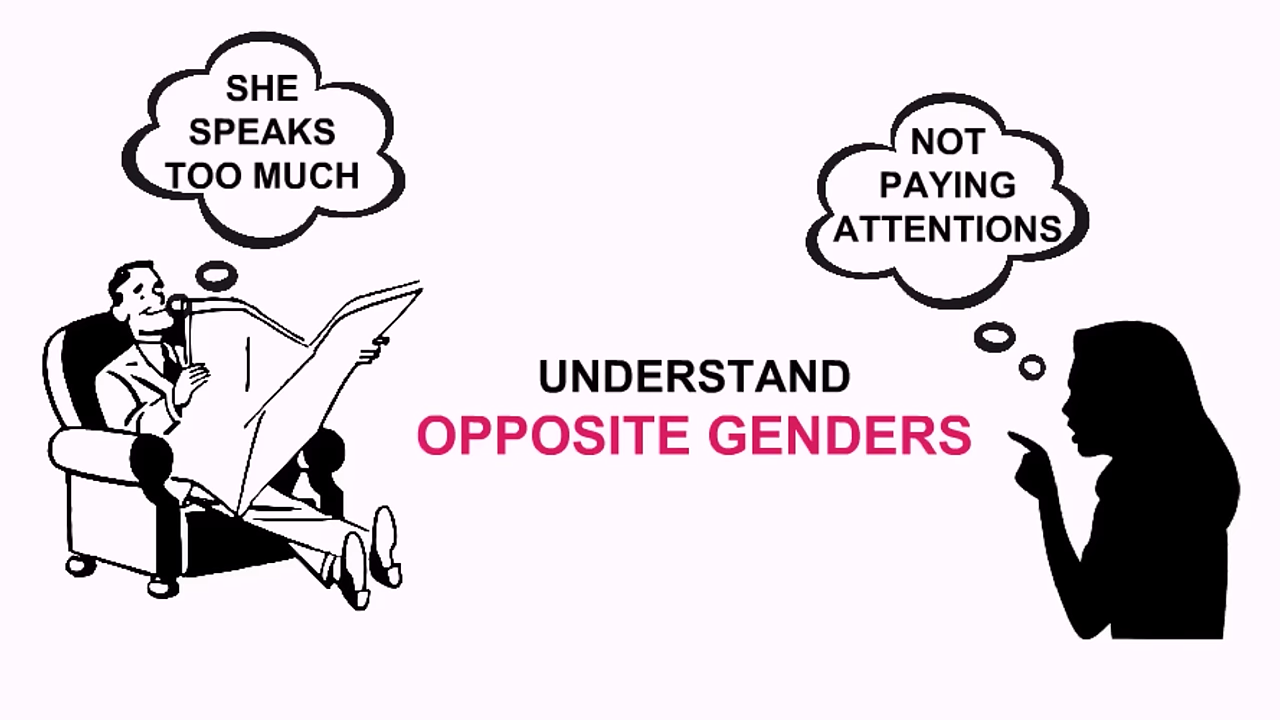 SHE
SPEAKS
TOO MUCH
NOT
PAYING
ATTENTIONS
UNDERSTAND
OPPOSITE GENDERS